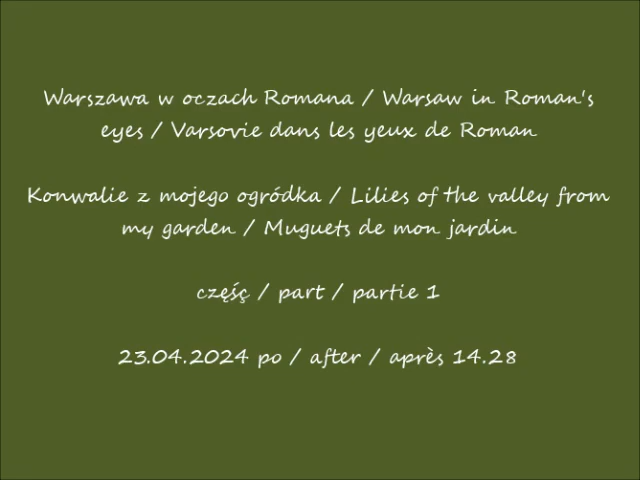 Warszawa w oczach Romana / Warsaw in Roman's
eyes / Varsovie dans les yeux de Roman
Konwalie z mojego ogródka / Lilies of the valley from
my garden / Muguets de mon jardin
częśç / part / partie 1
23.04.2024 po / after / après 14.28